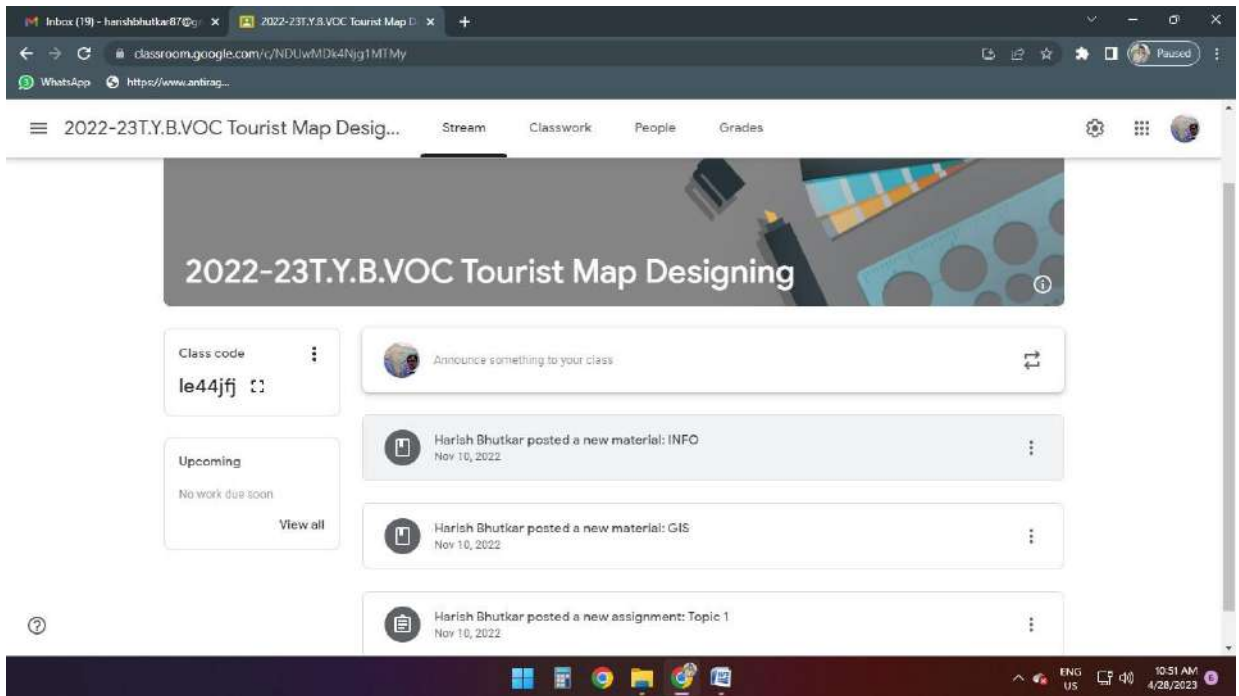 Inbox (19) - harishbhutkar87@g
2022-23T.Y.B.VOC Tourist Map D
classroom.google.com/c/NDUwMDk4Njg1MTMy
Paused
WhatsApp
https://www.antirag...
2022-23T.Y.B.VOC Tourist Map Desig...
Stream
Classwork
People
Grades
2022-23T.Y.B.VOC Tourist Map Designing
Class code
le44jfj
Announce something to your class
Upcoming
No work due soon
View all
Harish Bhutkar posted a new material: INFO
Nov 10, 2022
Harish Bhutkar posted a new material: GIS
Nov 10, 2022
Harish Bhutkar posted a new assignment: Topic 1
Nov 10, 2022
ENG
US
10:51 AM
4/28/2023